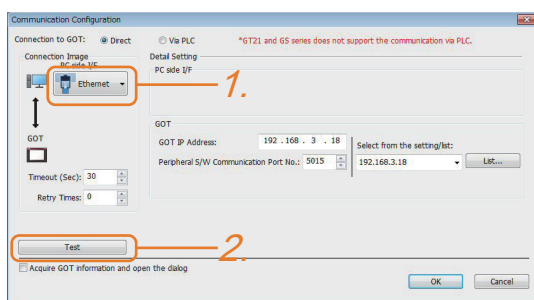 Communication Configuration
Connection to GOT: Direct Via PLC *GT21 and GS series does not support the communication via PLC.
Connection Image
PC side I/F
Ethernet
1.
Detail Setting
PC side I/F
GOT
GOT
GOT IP Address: 192 . 168 . 3 . 18
Select from the setting/list:
Peripheral S/W Communication Port No.: 5015
192.168.3.18 List...
Timeout (Sec): 30
Retry Times: 0
Test
2.
Acquire GOT information and open the dialog
OK Cancel